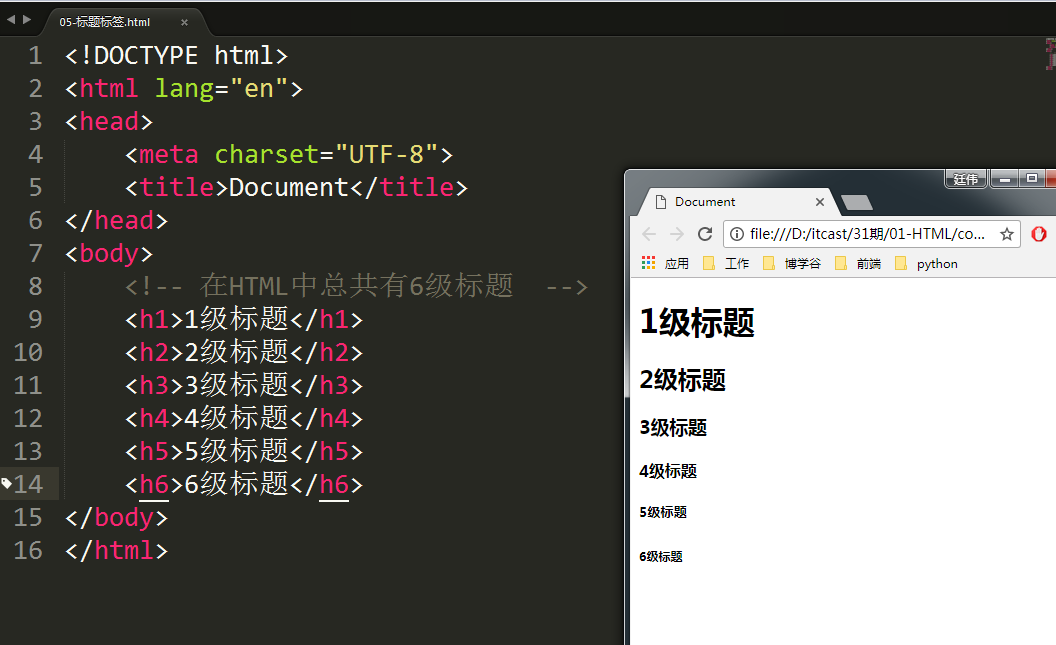 05-标题标签.html
1 <!DOCTYPE html>
2 <html lang="en">
3 <head>
4 <meta charset="UTF-8">
5 <title>Document</title>
6 </head>
7 <body>
8 <!-- 在HTML中总共有6级标题 -->
9 <h1>1级标题</h1>
10 <h2>2级标题</h2>
11 <h3>3级标题</h3>
12 <h4>4级标题</h4>
13 <h5>5级标题</h5>
14 <h6>6级标题</h6>
15 </body>
16 </html>
廷伟
Document
file:///D:/itcast/31期/01-HTML/co...
应用 工作 博学谷 前端 python
1级标题
2级标题
3级标题
4级标题
5级标题
6级标题